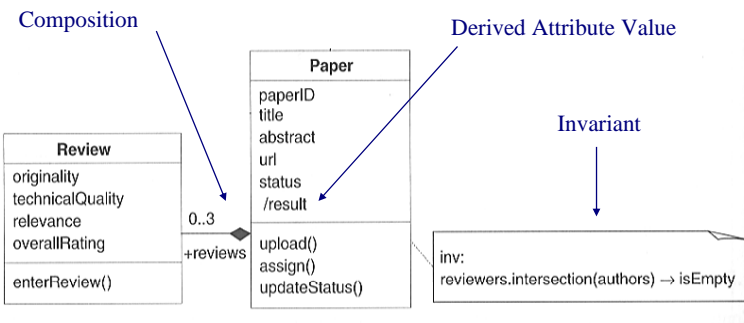 Composition
Derived Attribute Value
Invariant
Review
originality
technicalQuality
relevance
overallRating
enterReview()
0..3
+reviews
Paper
paperID
title
abstract
url
status
/result
upload()
assign()
updateStatus()
inv:
reviewers.intersection(authors) → isEmpty